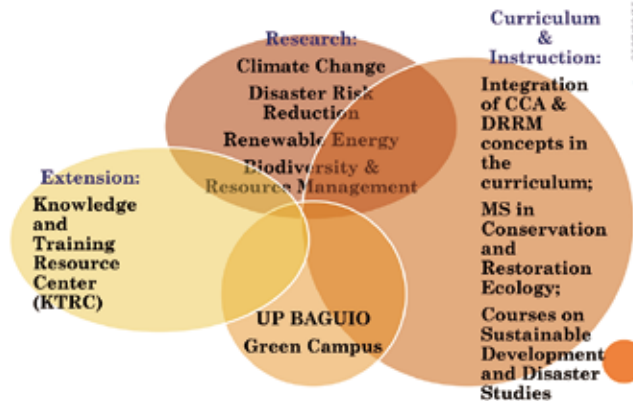 Research:
Climate Change
Disaster Risk
Reduction
Renewable Energy
Biodiversity &
Resource Management
Curriculum
&
Instruction:
Integration
of CCA &
DRRM
concepts in
the
curriculum;
MS in
Conservation
and
Restoration
Ecology;
Courses on
Sustainable
Development
and Disaster
Studies
Extension:
Knowledge
and
Training
Resource
Center
(KTRC)
UP BAGUIO
Green Campus